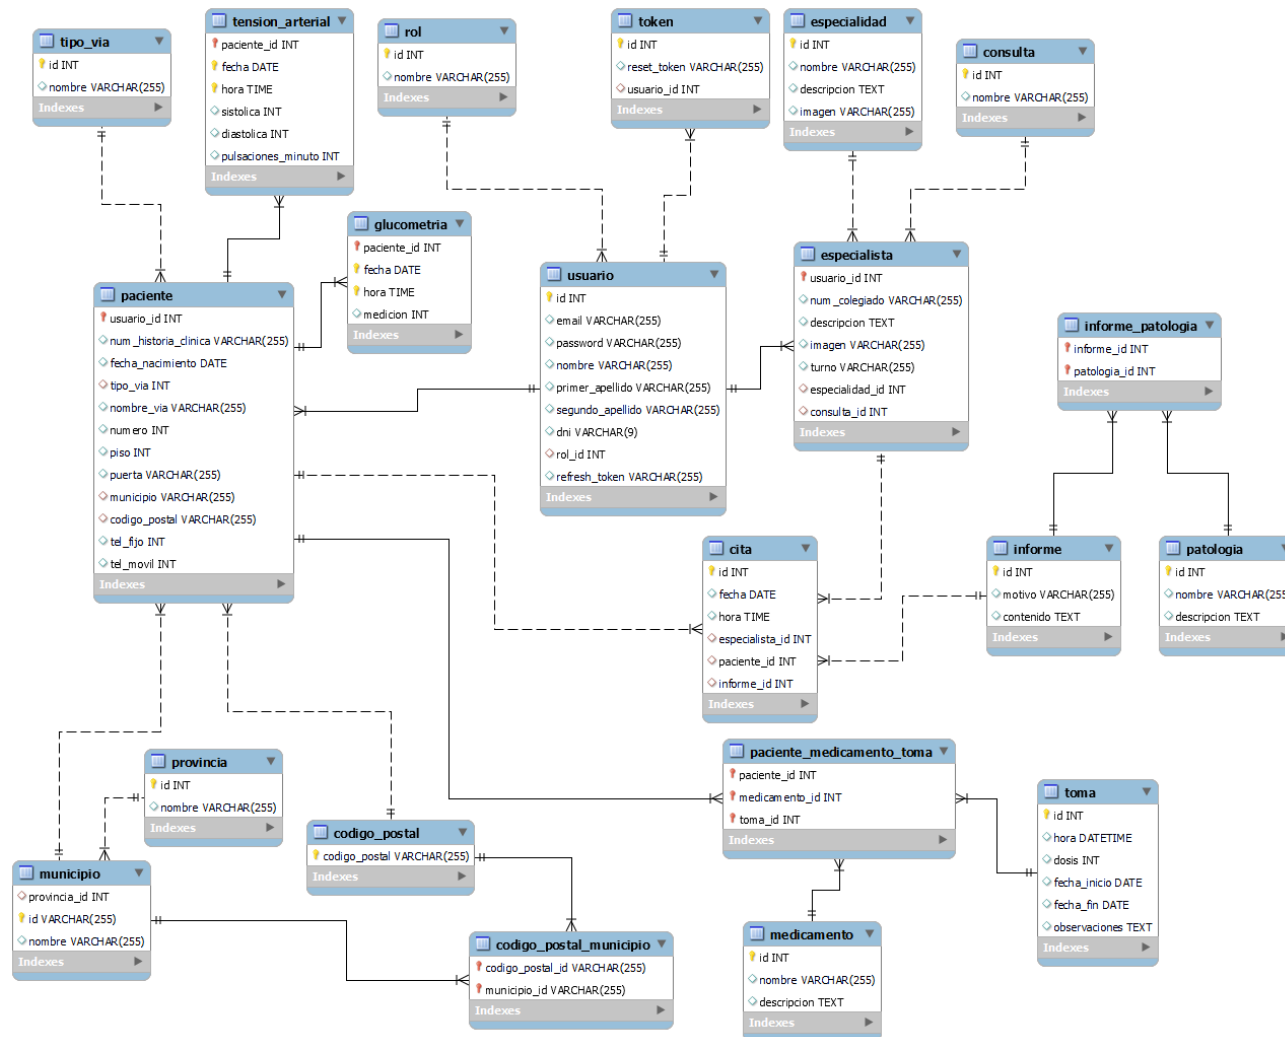 tipo_via
id INT
nombre VARCHAR(255)
Indexes
tension_arterial
paciente_id INT
fecha DATE
hora TIME
sistolica INT
diastolica INT
pulsaciones_minuto INT
Indexes
rol
id INT
nombre VARCHAR(255)
Indexes
token
id INT
reset_token VARCHAR(255)
usuario_id INT
Indexes
especialidad
id INT
nombre VARCHAR(255)
descripcion TEXT
imagen VARCHAR(255)
Indexes
consulta
id INT
nombre VARCHAR(255)
Indexes
glucometria
paciente_id INT
fecha DATE
hora TIME
medicion INT
Indexes
paciente
usuario_id INT
num_historia_clinica VARCHAR(255)
fecha_nacimiento DATE
tipo_via INT
nombre_via VARCHAR(255)
numero INT
piso INT
puerta VARCHAR(255)
municipio VARCHAR(255)
codigo_postal VARCHAR(255)
tel_fijo INT
tel_movil INT
Indexes
usuario
id INT
email VARCHAR(255)
password VARCHAR(255)
nombre VARCHAR(255)
primer_apellido VARCHAR(255)
segundo_apellido VARCHAR(255)
dni VARCHAR(9)
rol_id INT
refresh_token VARCHAR(255)
Indexes
especialista
usuario_id INT
num_colegiado VARCHAR(255)
descripcion TEXT
imagen VARCHAR(255)
turno VARCHAR(255)
especialidad_id INT
consulta_id INT
Indexes
informe_patologia
informe_id INT
patologia_id INT
Indexes
cita
id INT
fecha DATE
hora TIME
especialista_id INT
paciente_id INT
informe_id INT
Indexes
informe
id INT
motivo VARCHAR(255)
contenido TEXT
Indexes
patologia
id INT
nombre VARCHAR(255)
descripcion TEXT
Indexes
provincia
id INT
nombre VARCHAR(255)
Indexes
codigo_postal
codigo_postal VARCHAR(255)
Indexes
municipio
provincia_id INT
id VARCHAR(255)
nombre VARCHAR(255)
Indexes
codigo_postal_municipio
codigo_postal_id VARCHAR(255)
municipio_id VARCHAR(255)
Indexes
paciente_medicamento_toma
paciente_id INT
medicamento_id INT
toma_id INT
Indexes
toma
id INT
hora DATETIME
dosis INT
fecha_inicio DATE
fecha_fin DATE
observaciones TEXT
Indexes
medicamento
id INT
nombre VARCHAR(255)
descripcion TEXT
Indexes